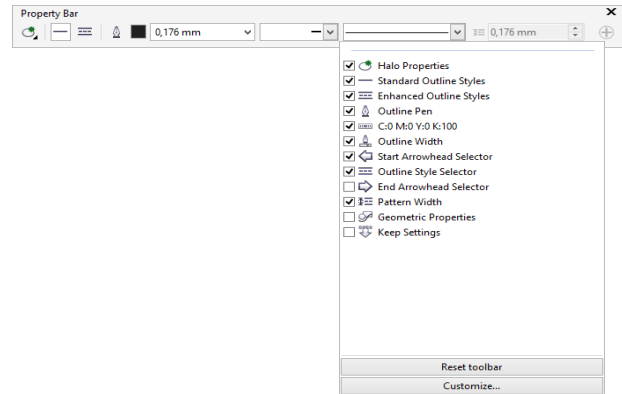 Property Bar
0,176 mm
0,176 mm
Halo Properties
Standard Outline Styles
Enhanced Outline Styles
Outline Pen
C:0 M:0 Y:0 K:100
Outline Width
Start Arrowhead Selector
Outline Style Selector
End Arrowhead Selector
Pattern Width
Geometric Properties
Keep Settings
Reset toolbar
Customize...